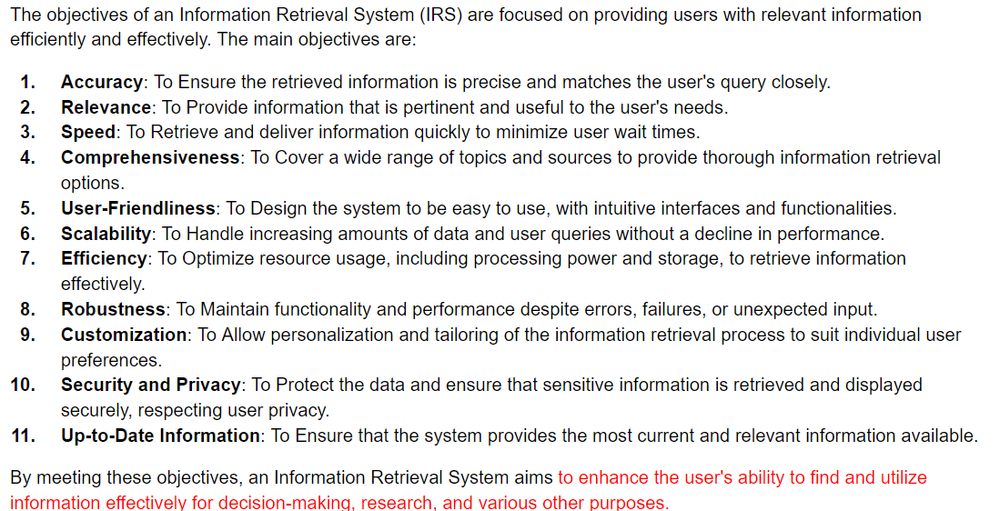 The objectives of an Information Retrieval System (IRS) are focused on providing users with relevant information
efficiently and effectively. The main objectives are:
1. Accuracy: To Ensure the retrieved information is precise and matches the user's query closely.
2. Relevance: To Provide information that is pertinent and useful to the user's needs.
3. Speed: To Retrieve and deliver information quickly to minimize user wait times.
4. Comprehensiveness: To Cover a wide range of topics and sources to provide thorough information retrieval
options.
5. User-Friendliness: To Design the system to be easy to use, with intuitive interfaces and functionalities.
6. Scalability: To Handle increasing amounts of data and user queries without a decline in performance.
7. Efficiency: To Optimize resource usage, including processing power and storage, to retrieve information
effectively.
8. Robustness: To Maintain functionality and performance despite errors, failures, or unexpected input.
9. Customization: To Allow personalization and tailoring of the information retrieval process to suit individual user
preferences.
10. Security and Privacy: To Protect the data and ensure that sensitive information is retrieved and displayed
securely, respecting user privacy.
11. Up-to-Date Information: To Ensure that the system provides the most current and relevant information available.
By meeting these objectives, an Information Retrieval System aims to enhance the user's ability to find and utilize
information effectively for decision-making, research, and various other purposes.